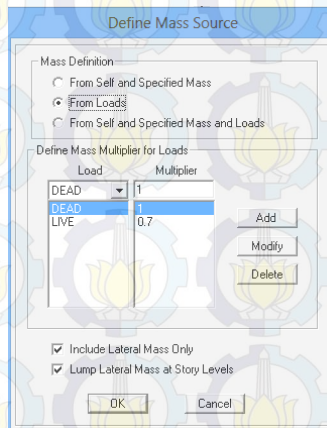 Define Mass Source
Mass Definition
From Self and Specified Mass
From Loads
From Self and Specified Mass and Loads
Define Mass Multiplier for Loads
Load Multiplier
DEAD 1
DEAD 1
LIVE 0.7
Add
Modify
Delete
Include Lateral Mass Only
Lump Lateral Mass at Story Levels
OK Cancel